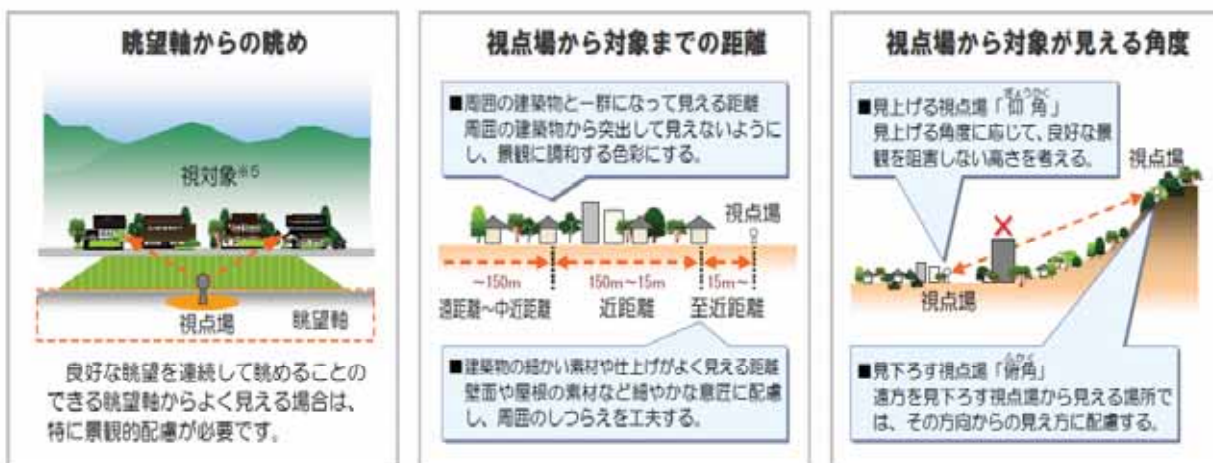 眺望軸からの眺め
視対象※5
視点場
眺望軸
良好な眺望を連続して眺めることの
できる眺望軸からよく見える場合は、
特に景観的配慮が必要です。
視点場から対象までの距離
■周囲の建築物と一群になって見える距離
周囲の建築物から突出して見えないように
し、景観に調和する色彩にする。
視点場
～150m
150m～15m
15m～
遠距離～中近距離
近距離
至近距離
■建築物の細かい素材や仕上げがよく見える距離
壁面や屋根の素材など細やかな意匠に配慮
し、周囲のしつらえを工夫する。
視点場から対象が見える角度
ぎょうかく
■見上げる視点場「仰角」
見上げる角度に応じて、良好な景
観を阻害しない高さを考える。
視点場
視点場
ふかく
■見下ろす視点場「俯角」
遠方を見下ろす視点場から見える場所で
は、その方向からの見え方に配慮する。